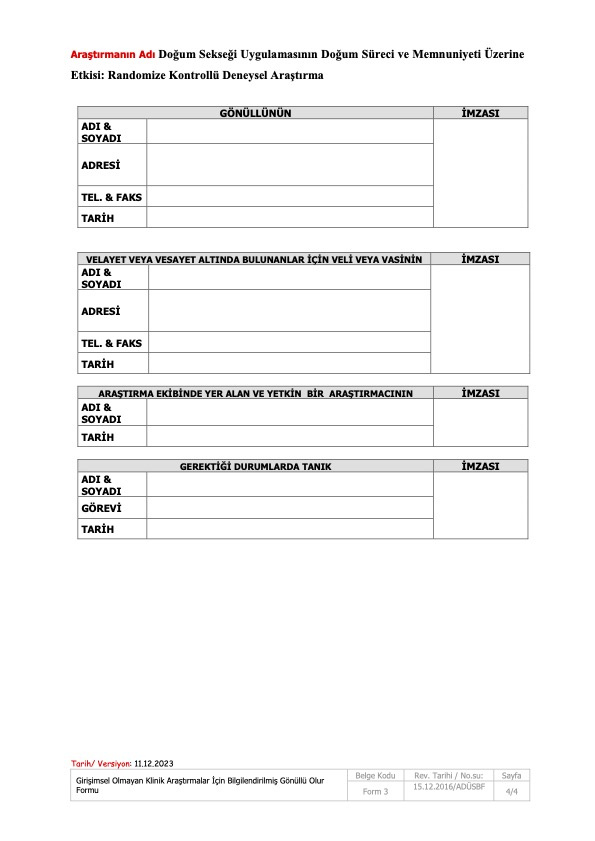 Araştırmanın Adı Doğum Sekseği Uygulamasının Doğum Süreci ve Memnuniyeti Üzerine
Etkisi: Randomize Kontrollü Deneysel Araştırma
GÖNÜLLÜNÜN İMZASI
ADI &
SOYADI
ADRESİ
TEL. & FAKS
TARİH
VELAYET VEYA VESAYET ALTINDA BULUNANLAR İÇİN VELİ VEYA VASİNİN İMZASI
ADI &
SOYADI
ADRESİ
TEL. & FAKS
TARİH
ARAŞTIRMA EKİBİNDE YER ALAN VE YETKİN BİR ARAŞTIRMACININ İMZASI
ADI &
SOYADI
TARİH
GEREKTİĞİ DURUMLARDA TANIK İMZASI
ADI &
SOYADI
GÖREVİ
TARİH
Tarih/ Versiyon: 11.12.2023
Girişimsel Olmayan Klinik Araştırmalar İçin Bilgilendirilmiş Gönüllü Olur
Formu
Belge Kodu Rev. Tarihi / No.su: Sayfa
Form 3 15.12.2016/ADÜSBF 4/4